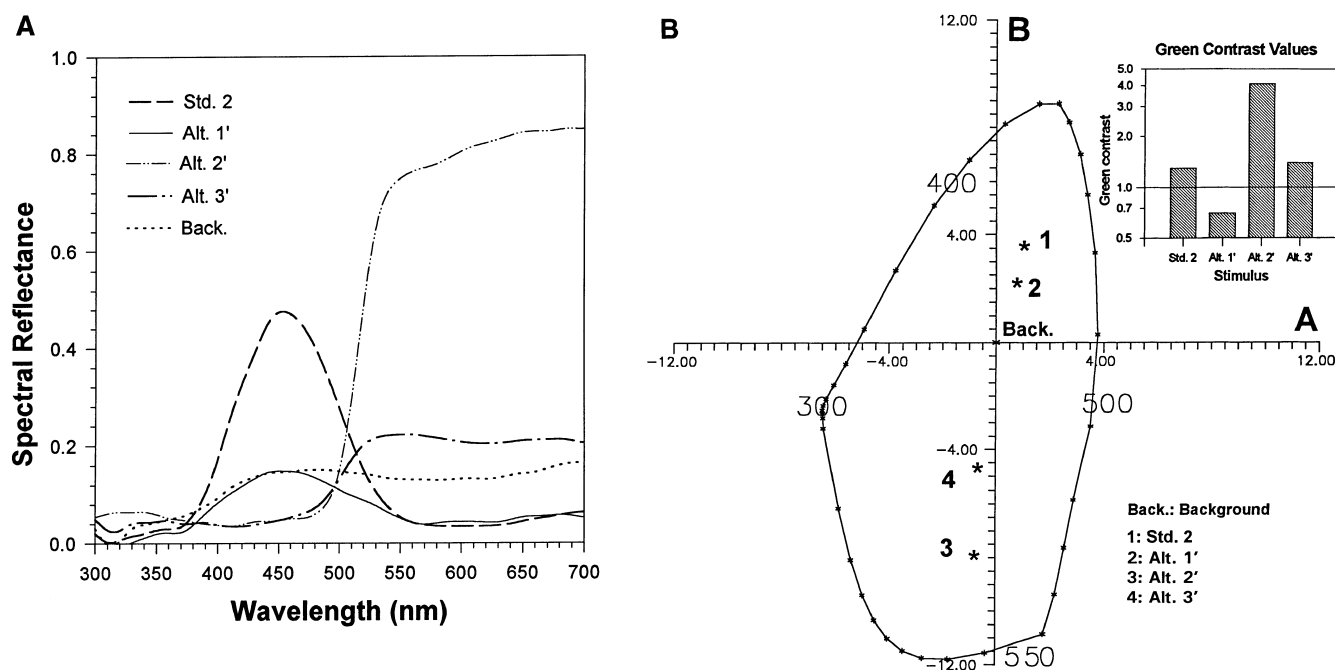 A
1.0
0.8
0.6
0.4
0.2
0.0
Spectral Reflectance
Std. 2
Alt. 1'
Alt. 2'
Alt. 3'
Back.
300 350 400 450 500 550 600 650 700
Wavelength (nm)
B
12.00
B
400
4.00
* 1
* 2
Back.
A
-12.00 -4.00 4.00 12.00
300
500
-4.00
4 *
3 *
-12.00
550
Back.: Background
1: Std. 2
2: Alt. 1′
3: Alt. 2′
4: Alt. 3′
Green Contrast Values
5.0
4.0
3.0
2.0
1.0
0.7
0.5
Green contrast
Std. 2 Alt. 1' Alt. 2' Alt. 3'
Stimulus